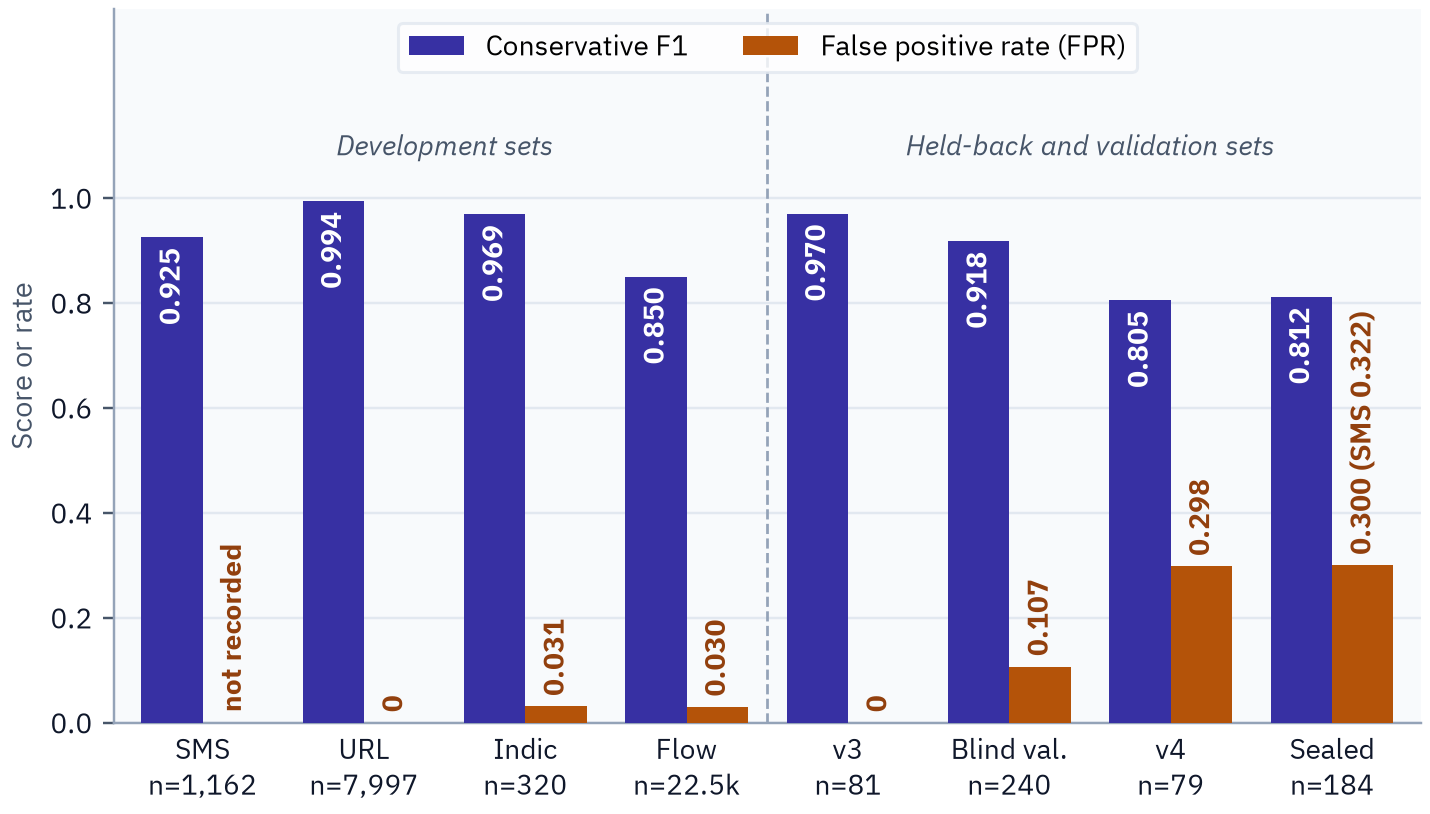 Conservative F1 False positive rate (FPR)
Development sets Held-back and validation sets
Score or rate
1.0
0.8
0.6
0.4
0.2
0.0
0.925 not recorded
0.994 0
0.969 0.031
0.850 0.030
0.970 0
0.918 0.107
0.805 0.298
0.812 0.300 (SMS 0.322)
SMS URL Indic Flow v3 Blind val. v4 Sealed
n=1,162 n=7,997 n=320 n=22.5k n=81 n=240 n=79 n=184